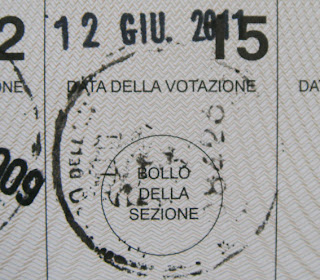 2
12 GIU. 2011
15
ONE
DATA DELLA VOTAZIONE
DA
009
BOLLO
DELLA
SEZIONE